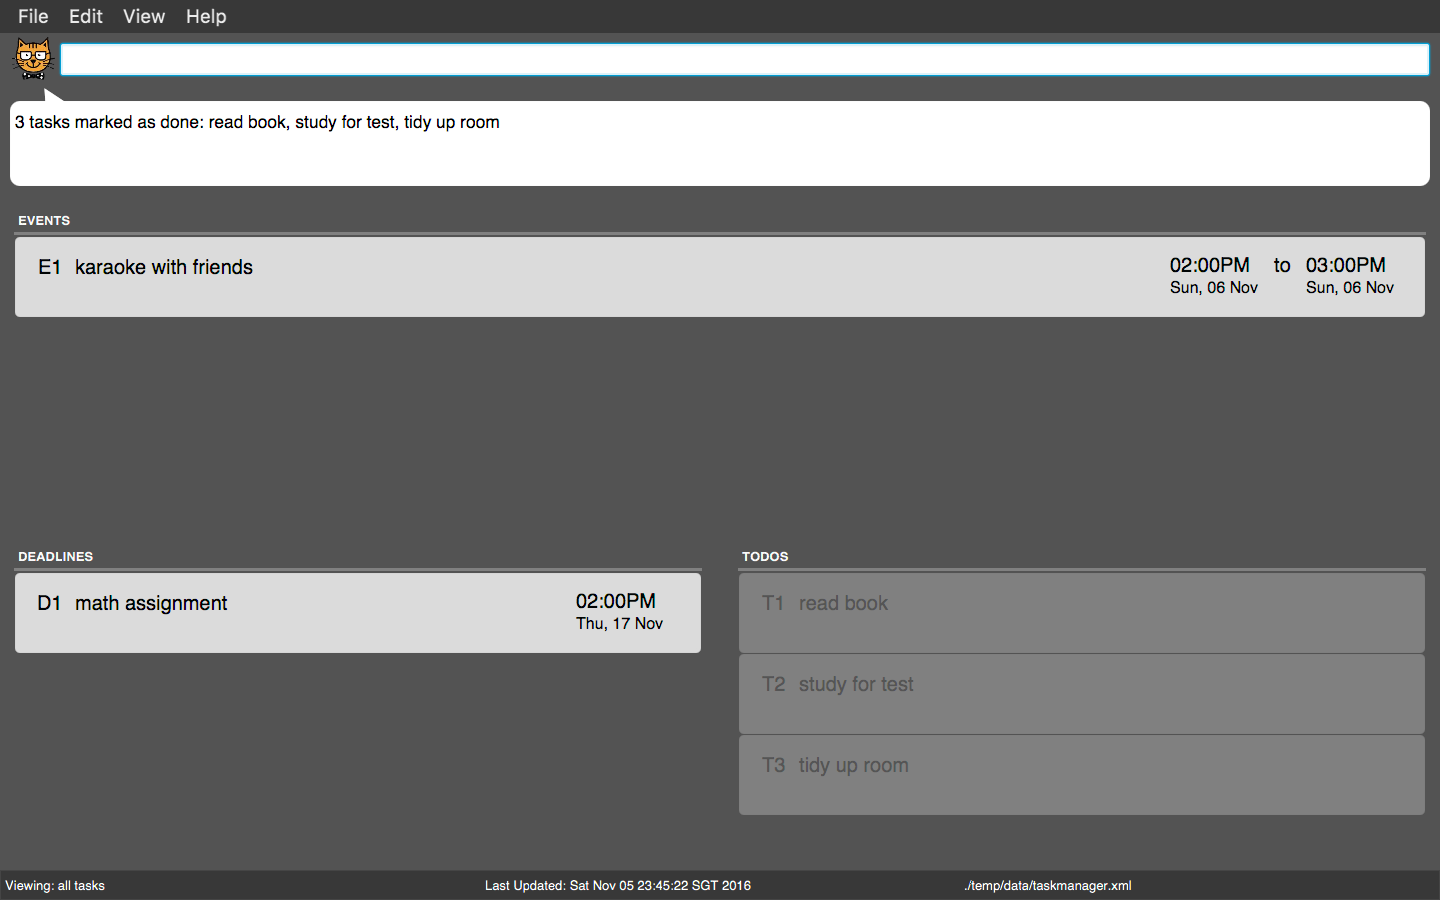 File Edit View Help
3 tasks marked as done: read book, study for test, tidy up room
EVENTS
E1 karaoke with friends 02:00PM to 03:00PM
Sun, 06 Nov Sun, 06 Nov
DEADLINES
D1 math assignment 02:00PM
Thu, 17 Nov
TODOS
T1 read book
T2 study for test
T3 tidy up room
Viewing: all tasks Last Updated: Sat Nov 05 23:45:22 SGT 2016 ./temp/data/taskmanager.xml